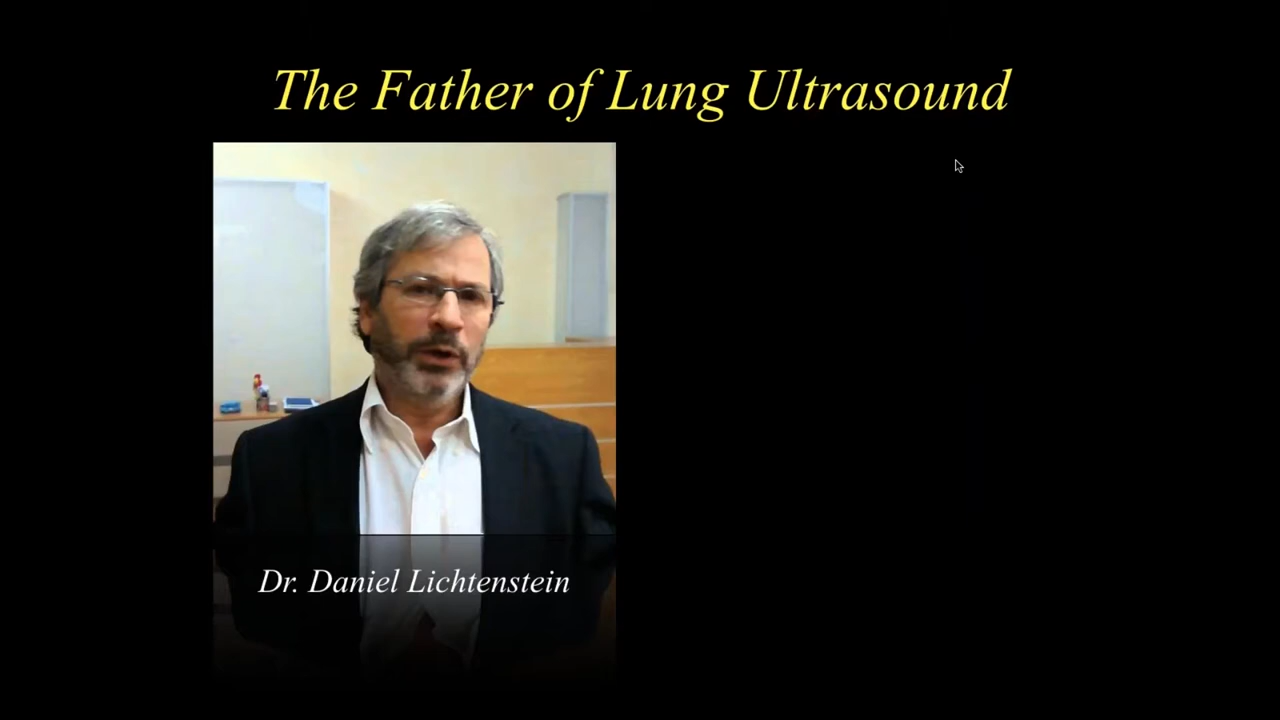 The Father of Lung Ultrasound
Dr. Daniel Lichtenstein